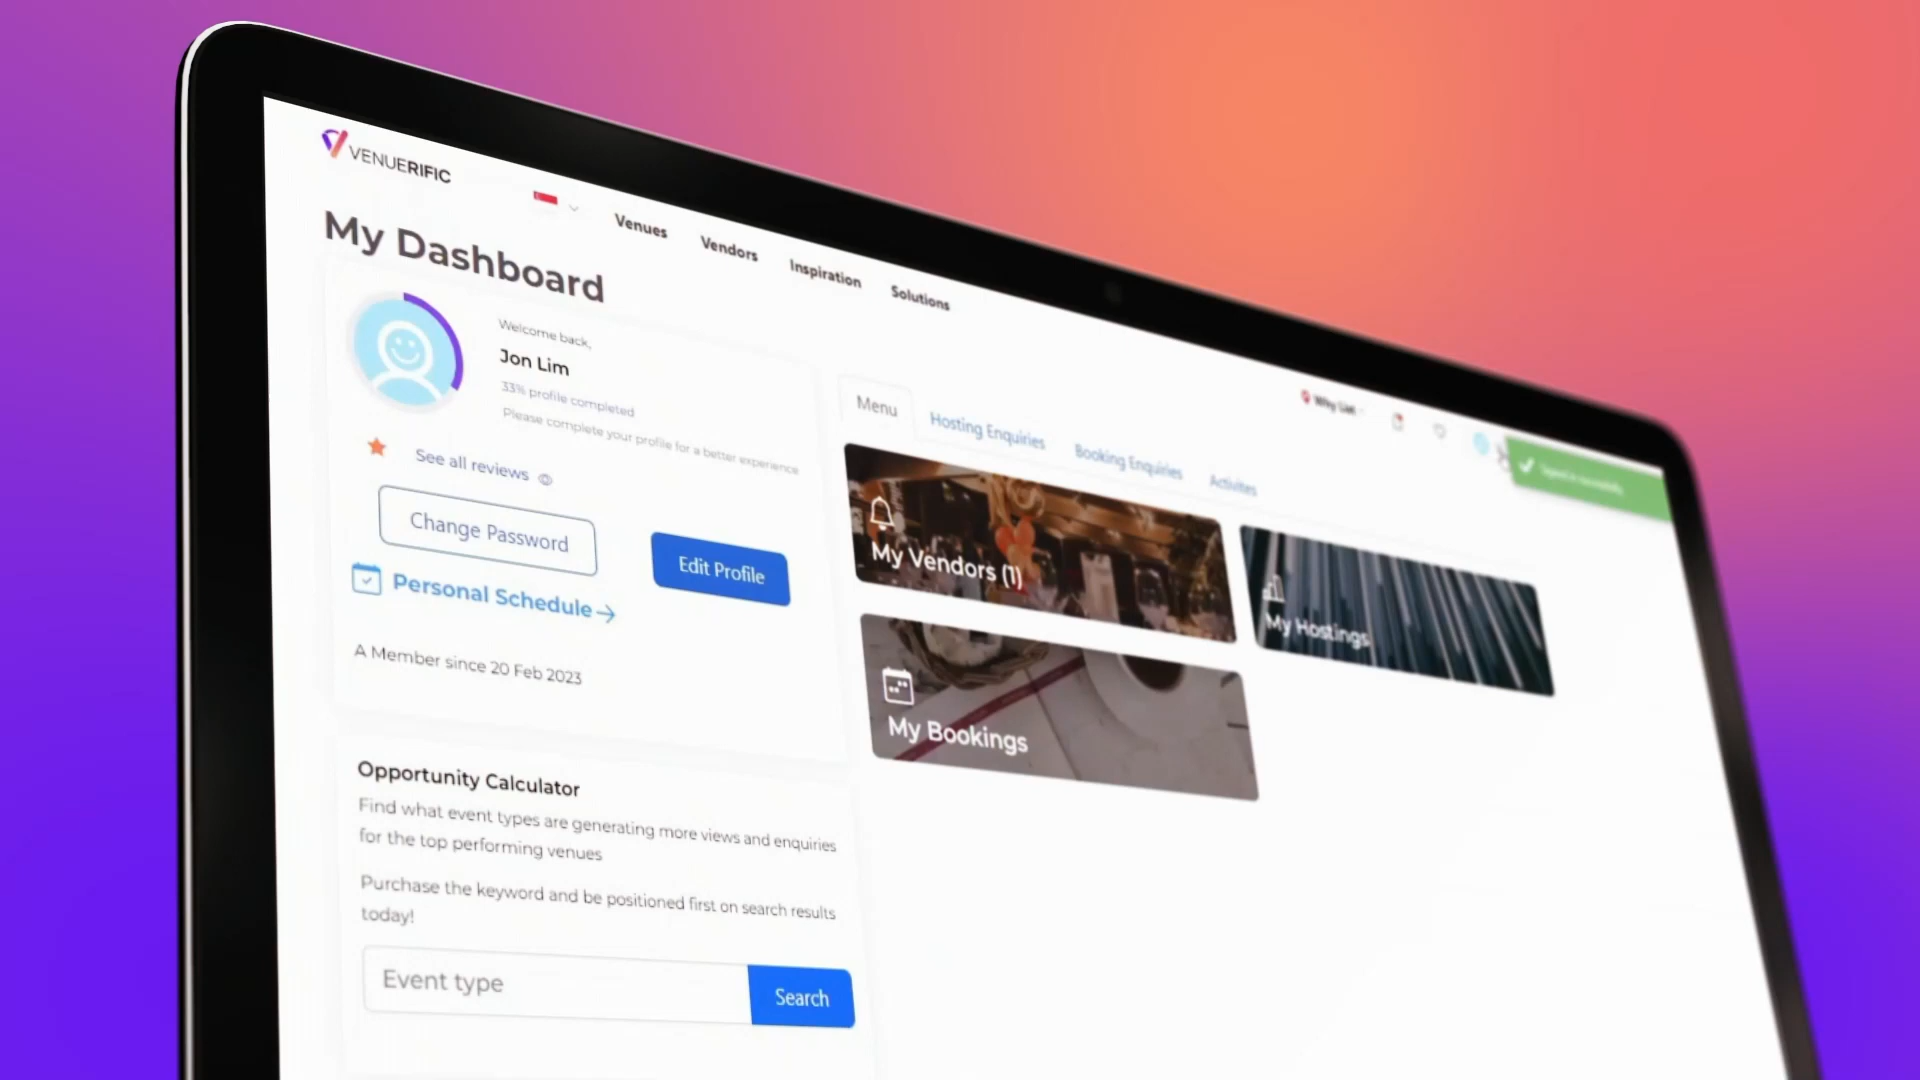 VENUERIFIC
Venues
Vendors
Inspiration
Solutions
Why List
My Dashboard
Welcome back,
Jon Lim
33% profile completed
Please complete your profile for a better experience
See all reviews
Change Password
Edit Profile
Personal Schedule
A Member since 20 Feb 2023
Opportunity Calculator
Find what event types are generating more views and enquiries
for the top performing venues
Purchase the keyword and be positioned first on search results
today!
Event type
Search
Menu
Hosting Enquiries
Booking Enquiries
Activites
My Vendors (1)
My Hostings
My Bookings